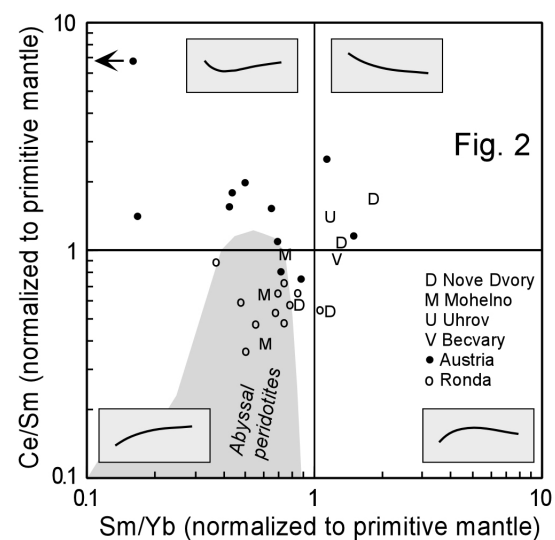 10
Fig. 2
1
D Nove Dvory
M Mohelno
U Uhrov
V Becvary
Austria
Ronda
D
U
D
M
V
M
D
D
M
Abyssal
peridotites
0.1
0.1
1
10
Ce/Sm (normalized to primitive mantle)
Sm/Yb (normalized to primitive mantle)